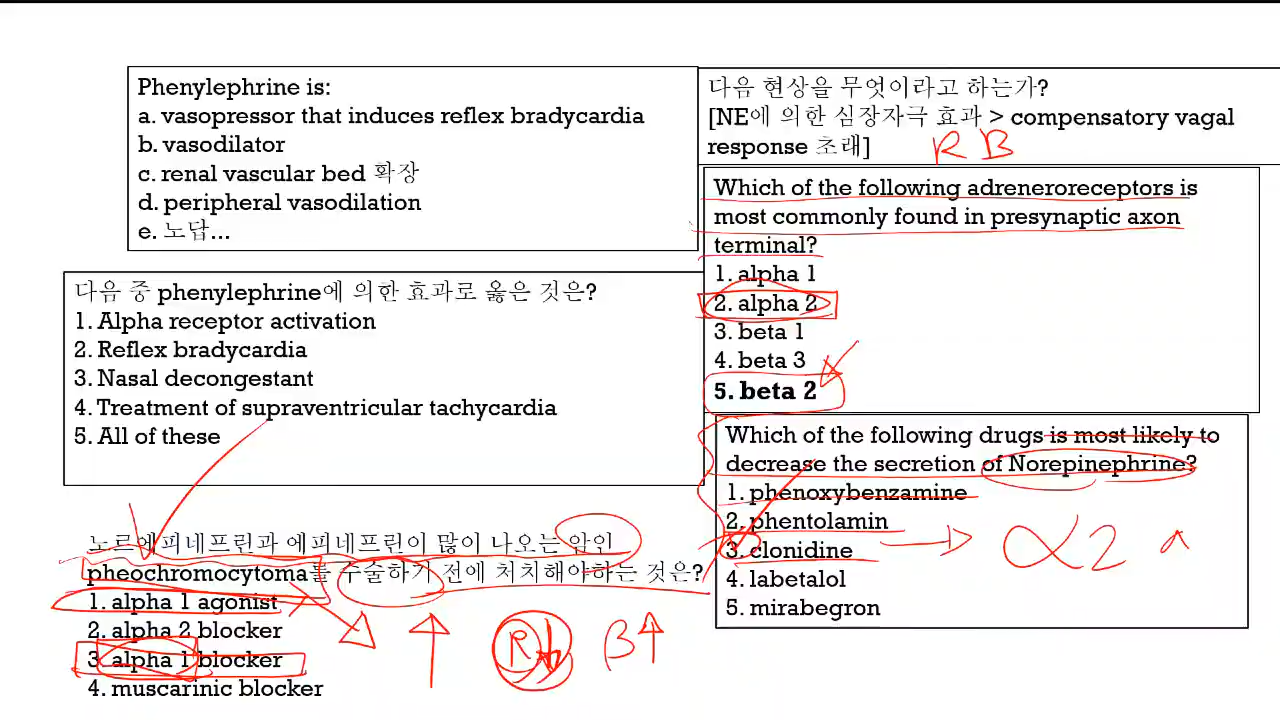 Phenylephrine is:
a. vasopressor that induces reflex bradycardia
b. vasodilator
c. renal vascular bed 확장
d. peripheral vasodilation
e. 노답...
다음 중 phenylephrine에 의한 효과로 옳은 것은?
1. Alpha receptor activation
2. Reflex bradycardia
3. Nasal decongestant
4. Treatment of supraventricular tachycardia
5. All of these
노르에피네프린과 에피네프린이 많이 나오는 암인
pheochromocytoma를 수술하기 전에 처치해야하는 것은?
1. alpha 1 agonist
2. alpha 2 blocker
3. alpha 1 blocker
4. muscarinic blocker
R β
다음 현상을 무엇이라고 하는가?
[NE에 의한 심장자극 효과 > compensatory vagal
response 초래]
R B
Which of the following adreneroreceptors is
most commonly found in presynaptic axon
terminal?
1. alpha 1
2. alpha 2
3. beta 1
4. beta 3
5. beta 2
Which of the following drugs is most likely to
decrease the secretion of Norepinephrine?
1. phenoxybenzamine
2. phentolamin
3. clonidine
4. labetalol
5. mirabegron
α2